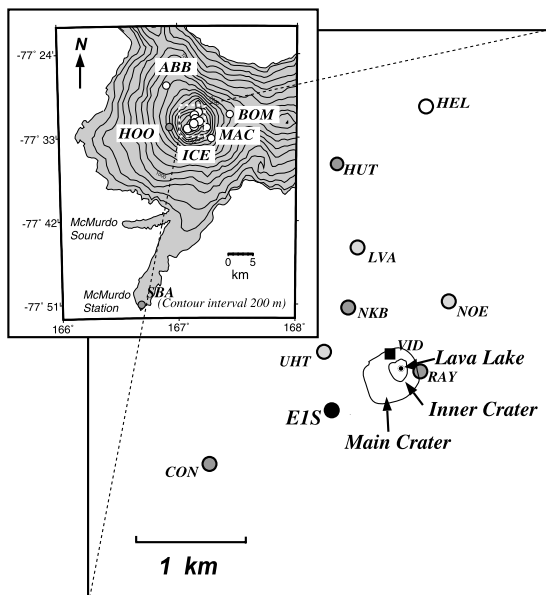 -77° 24'
-77° 33'
-77° 42'
-77° 51'
166°
167°
168°
N
ABB
BOM
HOO
MAC
ICE
McMurdo
Sound
0
5
km
McMurdo
Station
SBA
(Contour interval 200 m)
HEL
HUT
LVA
NKB
NOE
VID
UHT
Lava Lake
RAY
E1S
Inner Crater
Main Crater
CON
1 km